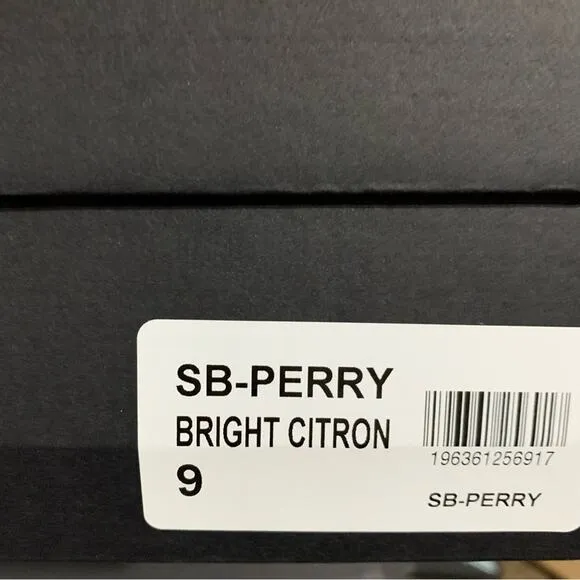 SB-PERRY
BRIGHT CITRON
9
196361256917
SB-PERRY